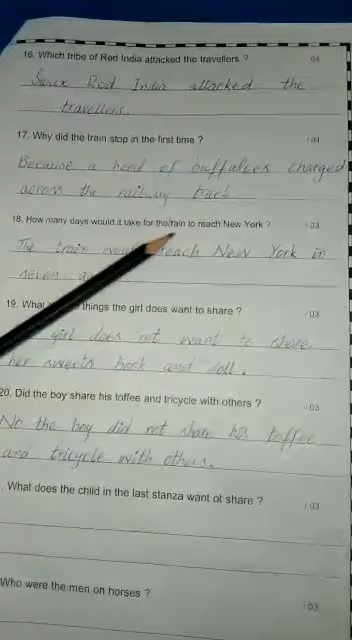 16. Which tribe of Red India attacked the travellers ? 04
Sioux Red India attacked the
travellers.
17. Why did the train stop in the first time ? / 04
Because a herd of buffaloes charged
across the railway track
18. How many days would it take for the train to reach New York ? / 03
The train would reach New York in
seven
19. What things the girl does want to share ? / 03
girl does not want to share
her sweets book and doll.
20. Did the boy share his toffee and tricycle with others ? / 03
No the boy did not share his toffee
and tricycle with others.
. What does the child in the last stanza want ot share ? / 03
Who were the men on horses ? / 03